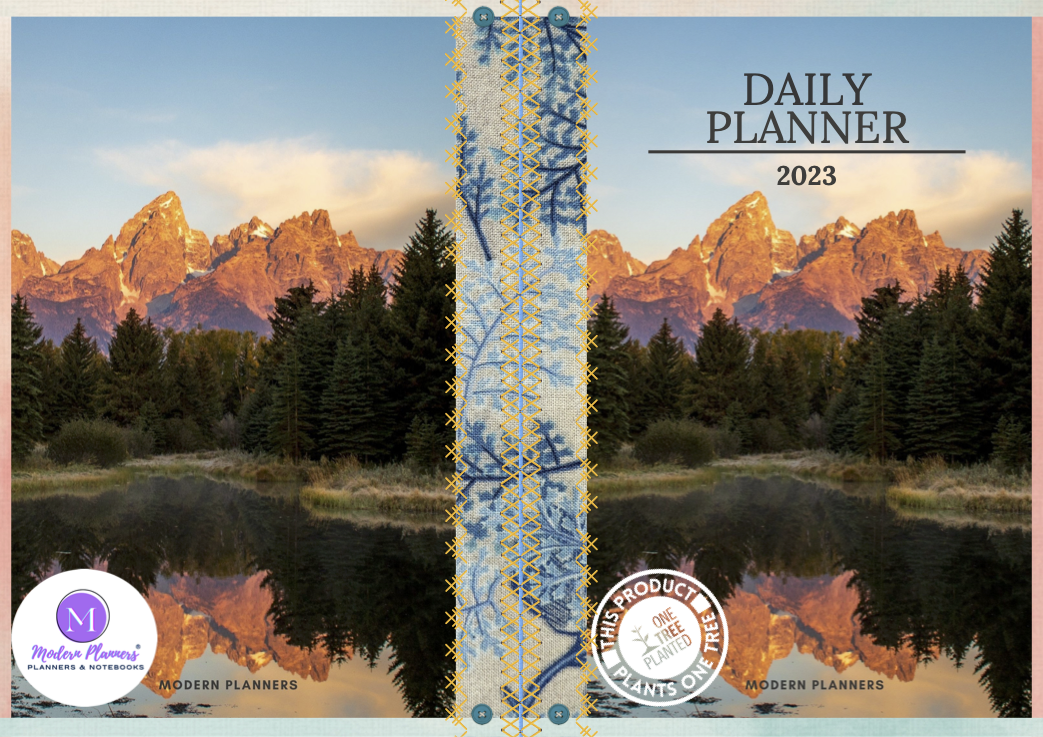 DAILY
PLANNER
2023
M
Modern Planners®
PLANNERS & NOTEBOOKS
MODERN PLANNERS
THIS PRODUCT
PLANTS ONE TREE
ONE
TREE
PLANTED
MODERN PLANNERS